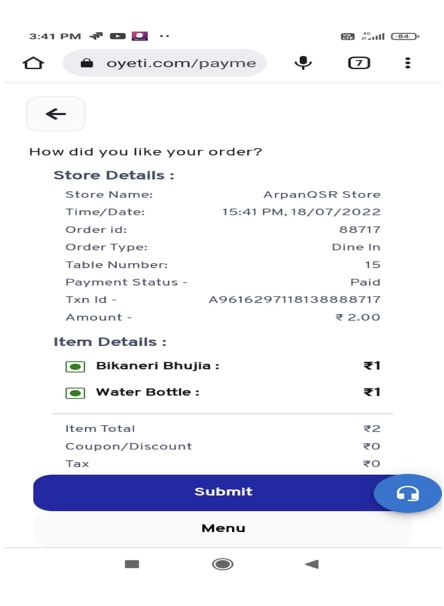 3:41 PM
84
oyeti.com/payme
7
How did you like your order?
Store Details :
Store Name: ArpanQSR Store
Time/Date: 15:41 PM, 18/07/2022
Order id: 88717
Order Type: Dine In
Table Number: 15
Payment Status - Paid
Txn Id - A9616297118138888717
Amount - ₹ 2.00
Item Details :
Bikaneri Bhujia : ₹1
Water Bottle : ₹1
Item Total ₹2
Coupon/Discount ₹0
Tax ₹0
Submit
Menu